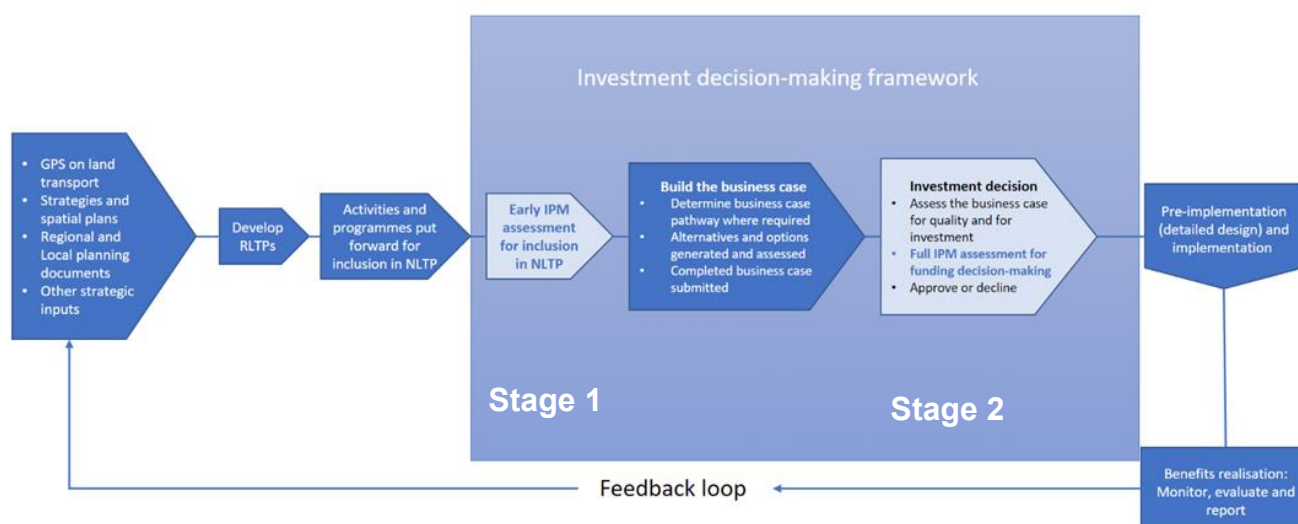 Investment decision-making framework
• GPS on land
transport
• Strategies and
spatial plans
• Regional and
Local planning
documents
• Other strategic
inputs
Develop
RLTPs
Activities and
programmes put
forward for
inclusion in NLTP
Early IPM
assessment
for inclusion
in NLTP
Build the business case
• Determine business case
pathway where required
• Alternatives and options
generated and assessed
• Completed business case
submitted
Investment decision
• Assess the business case
for quality and for
investment
• Full IPM assessment for
funding decision-making
• Approve or decline
Pre-implementation
(detailed design) and
implementation
Stage 1
Stage 2
Feedback loop
Benefits realisation:
Monitor, evaluate and
report